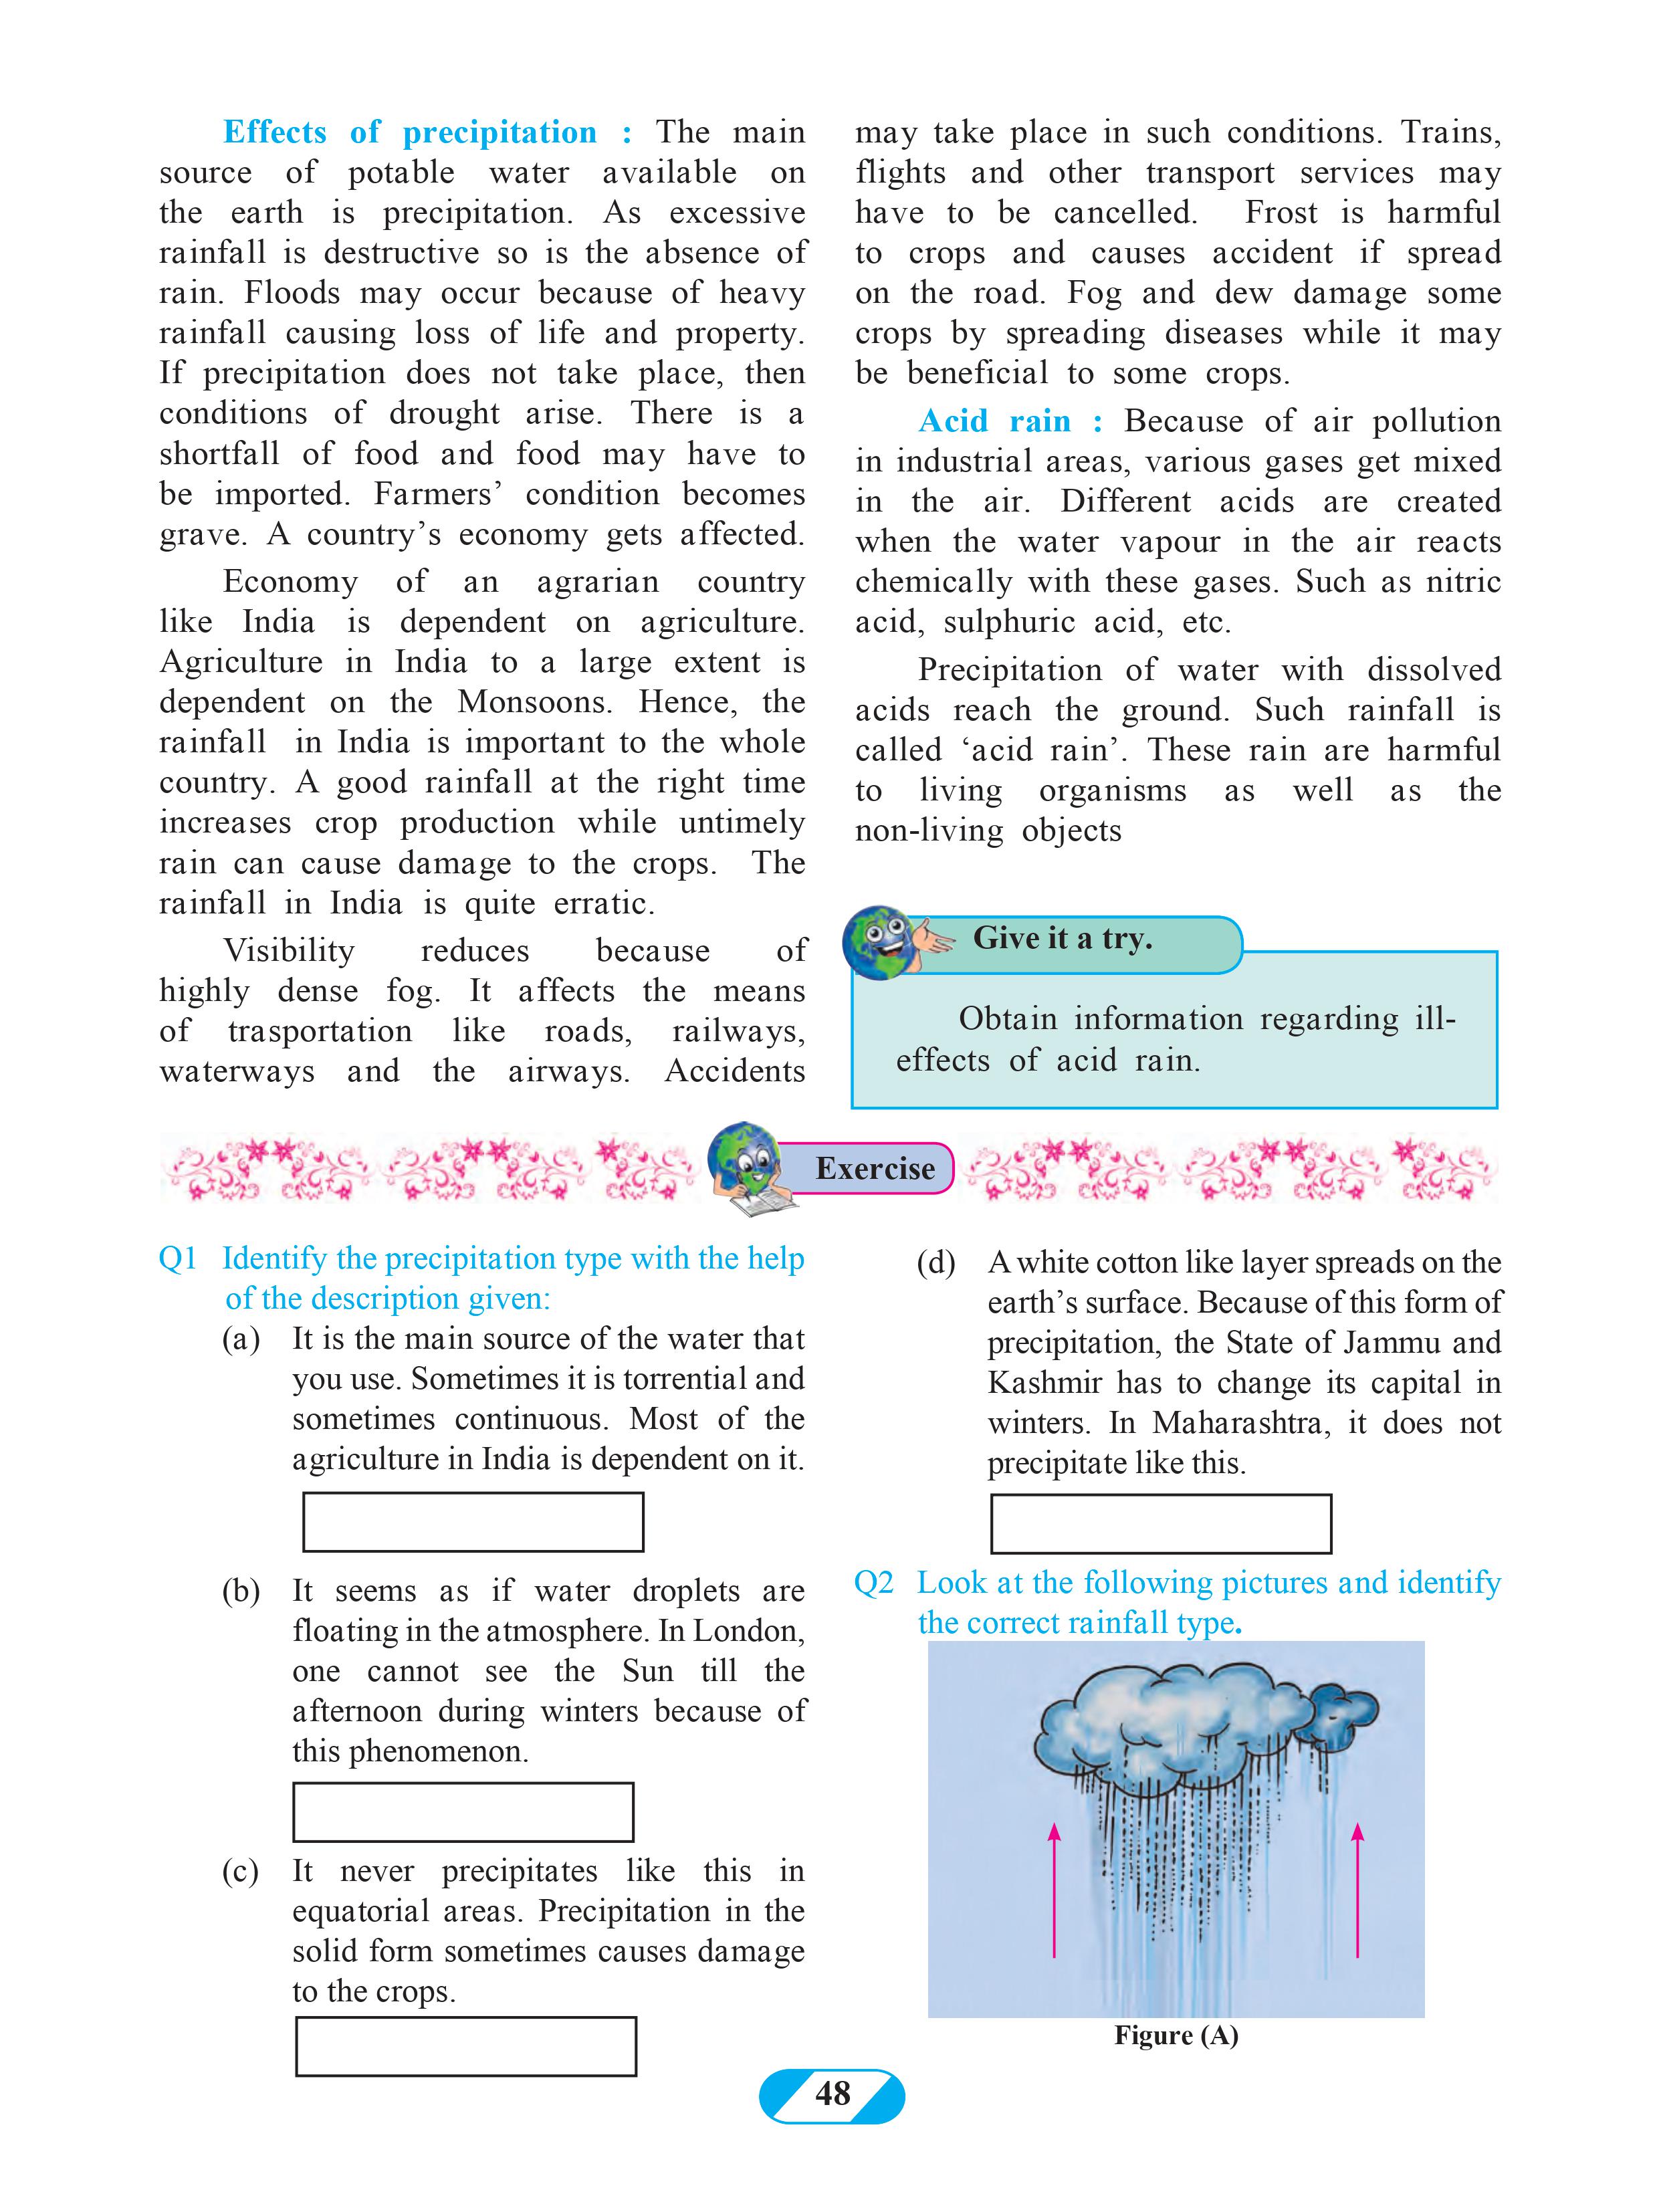 Effects of precipitation : The main
source of potable water available on
the earth is precipitation. As excessive
rainfall is destructive so is the absence of
rain. Floods may occur because of heavy
rainfall causing loss of life and property.
If precipitation does not take place, then
conditions of drought arise. There is a
shortfall of food and food may have to
be imported. Farmers’ condition becomes
grave. A country’s economy gets affected.
Economy of an agrarian country
like India is dependent on agriculture.
Agriculture in India to a large extent is
dependent on the Monsoons. Hence, the
rainfall in India is important to the whole
country. A good rainfall at the right time
increases crop production while untimely
rain can cause damage to the crops. The
rainfall in India is quite erratic.
Visibility reduces because of
highly dense fog. It affects the means
of trasportation like roads, railways,
waterways and the airways. Accidents
may take place in such conditions. Trains,
flights and other transport services may
have to be cancelled. Frost is harmful
to crops and causes accident if spread
on the road. Fog and dew damage some
crops by spreading diseases while it may
be beneficial to some crops.
Acid rain : Because of air pollution
in industrial areas, various gases get mixed
in the air. Different acids are created
when the water vapour in the air reacts
chemically with these gases. Such as nitric
acid, sulphuric acid, etc.
Precipitation of water with dissolved
acids reach the ground. Such rainfall is
called ‘acid rain’. These rain are harmful
to living organisms as well as the
non-living objects
Give it a try.
Obtain information regarding ill-
effects of acid rain.
Exercise
Q1 Identify the precipitation type with the help
of the description given:
(a) It is the main source of the water that
you use. Sometimes it is torrential and
sometimes continuous. Most of the
agriculture in India is dependent on it.
(b) It seems as if water droplets are
floating in the atmosphere. In London,
one cannot see the Sun till the
afternoon during winters because of
this phenomenon.
(c) It never precipitates like this in
equatorial areas. Precipitation in the
solid form sometimes causes damage
to the crops.
(d) A white cotton like layer spreads on the
earth’s surface. Because of this form of
precipitation, the State of Jammu and
Kashmir has to change its capital in
winters. In Maharashtra, it does not
precipitate like this.
Q2 Look at the following pictures and identify
the correct rainfall type.
Figure (A)
48